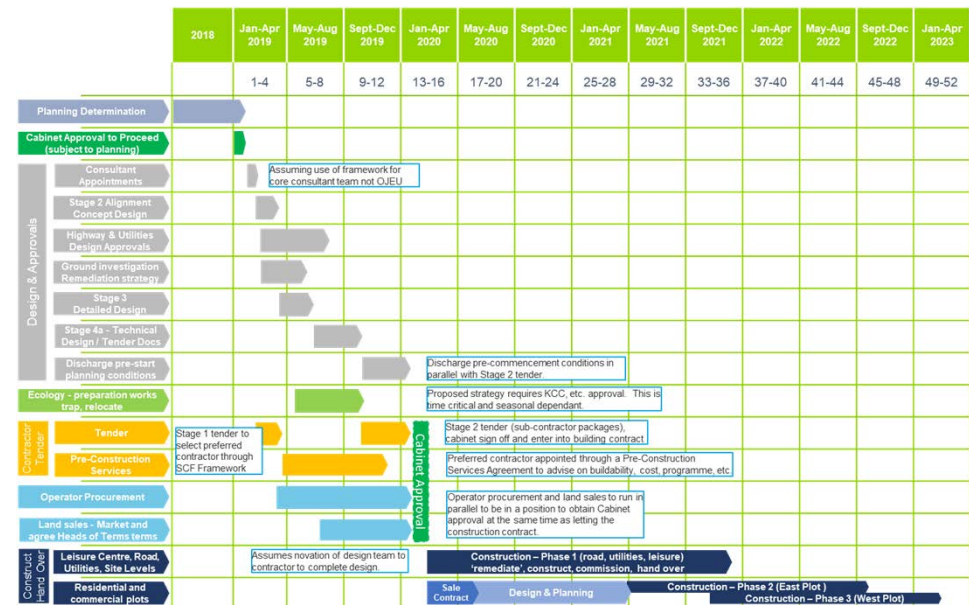 2018
Jan-Apr
2019
May-Aug
2019
Sept-Dec
2019
Jan-Apr
2020
May-Aug
2020
Sept-Dec
2020
Jan-Apr
2021
May-Aug
2021
Sept-Dec
2021
Jan-Apr
2022
May-Aug
2022
Sept-Dec
2022
Jan-Apr
2023
1-4
5-8
9-12
13-16
17-20
21-24
25-28
29-32
33-36
37-40
41-44
45-48
49-52
Planning Determination
Cabinet Approval to Proceed
(subject to planning)
Design & Approvals
Consultant
Appointments
Assuming use of framework for
core consultant team not OJEU
Stage 2 Alignment
Concept Design
Highway & Utilities
Design Approvals
Ground investigation
Remediation strategy
Stage 3
Detailed Design
Stage 4a - Technical
Design / Tender Docs
Discharge pre-start
planning conditions
Discharge pre-commencement conditions in
parallel with Stage 2 tender.
Ecology - preparation works
trap, relocate
Proposed strategy requires KCC, etc. approval. This is
time critical and seasonal dependant.
Contractor
Tender
Tender
Stage 1 tender to
select preferred
contractor through
SCF Framework
Cabinet Approval
Stage 2 tender (sub-contractor packages),
cabinet sign off and enter into building contract
Pre-Construction
Services
Preferred contractor appointed through a Pre-Construction
Services Agreement to advise on buildability, cost, programme, etc.
Operator Procurement
Operator procurement and land sales to run in
parallel to be in a position to obtain Cabinet
approval at the same time as letting the
construction contract.
Land sales - Market and
agree Heads of Terms terms
Construct
Hand Over
Leisure Centre, Road,
Utilities, Site Levels
Assumes novation of design team to
contractor to complete design.
Construction – Phase 1 (road, utilities, leisure)
'remediate', construct, commission, hand over
Residential and
commercial plots
Sale
Contract
Design & Planning
Construction – Phase 2 (East Plot )
Construction – Phase 3 (West Plot)